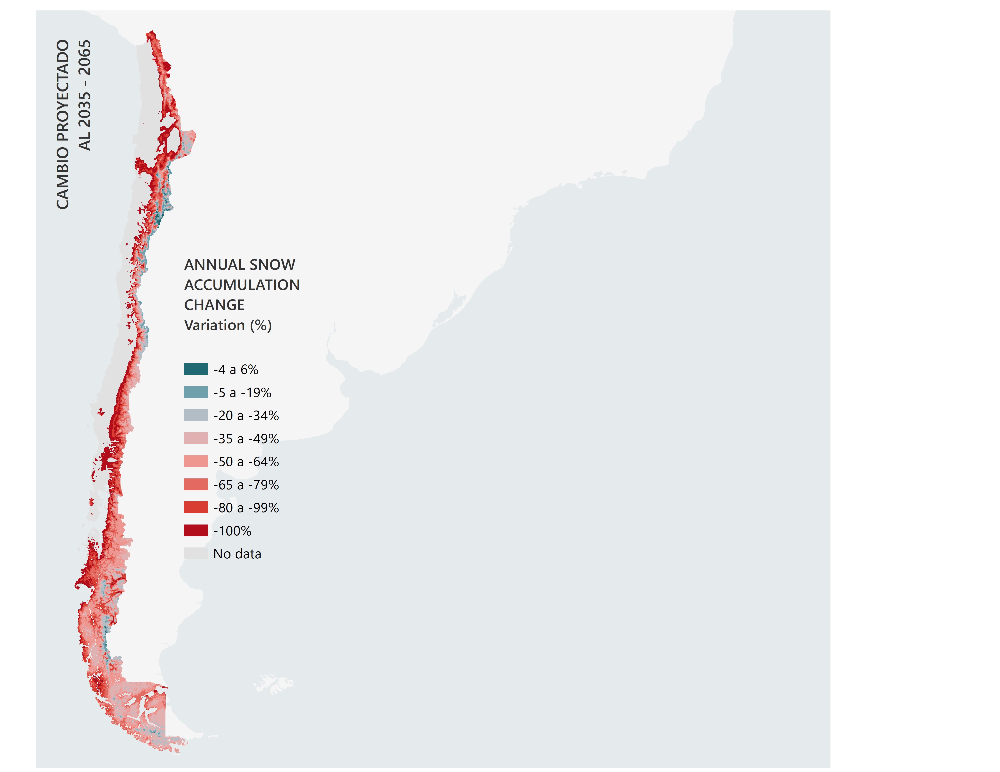 CAMBIO PROYECTADO
AL 2035 - 2065
ANNUAL SNOW
ACCUMULATION
CHANGE
Variation (%)
-4 a 6%
-5 a -19%
-20 a -34%
-35 a -49%
-50 a -64%
-65 a -79%
-80 a -99%
-100%
No data